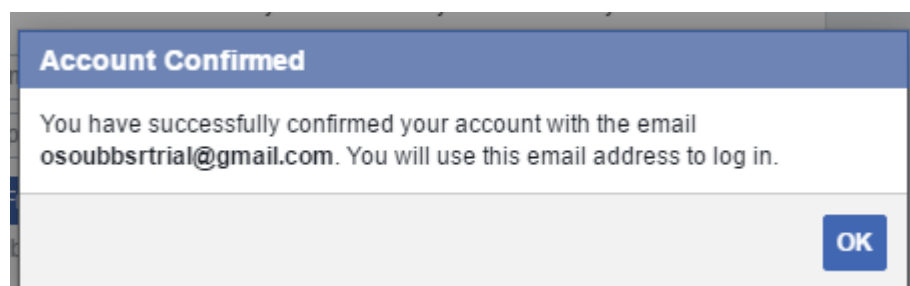 Account Confirmed
You have successfully confirmed your account with the email
osoubbsrtrial@gmail.com. You will use this email address to log in.
OK